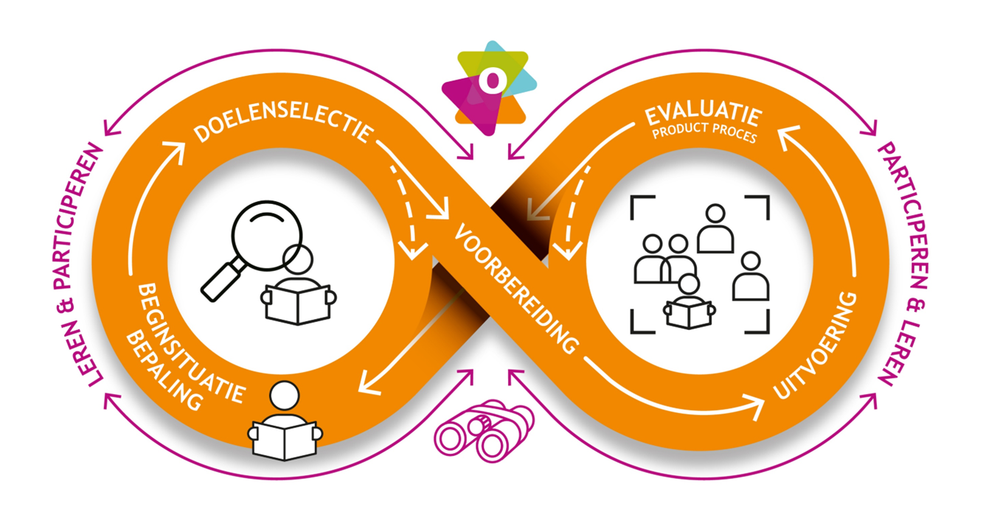 O
DOELENSELECTIE
EVALUATIE
PRODUCT PROCES
LEREN & PARTICIPEREN
PARTICIPEREN & LEREN
VOORBEREIDING
BEGINSITUATIE
BEPALING
UITVOERING